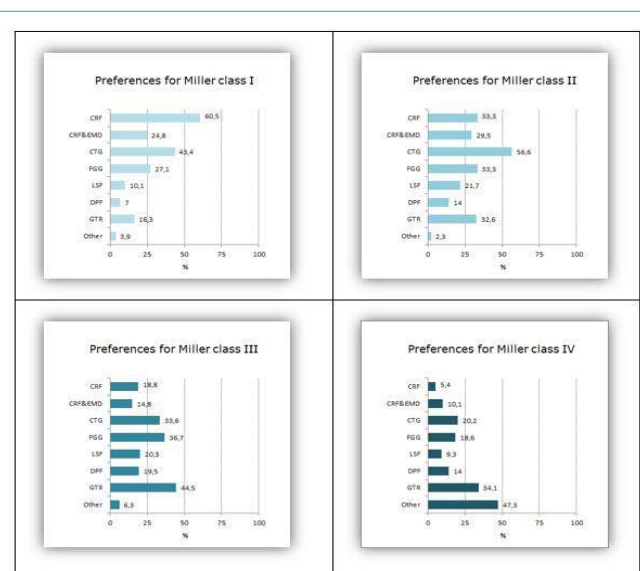 Preferences for Miller class I
CRF 60,5
CRF&EMD 24,8
CTG 43,4
FGG 27,1
LSF 10,1
DPF 7
GTR 16,3
Other 3,9
0 25 50 75 100
%
Preferences for Miller class II
CRF 33,3
CRF&EMD 29,5
CTG 56,6
FGG 33,3
LSF 21,7
DPF 14
GTR 32,6
Other 2,3
0 25 50 75 100
%
Preferences for Miller class III
CRF 18,8
CRF&EMD 14,8
CTG 33,6
FGG 36,7
LSF 20,3
DPF 19,5
GTR 44,5
Other 6,3
0 25 50 75 100
%
Preferences for Miller class IV
CRF 5,4
CRF&EMD 10,1
CTG 20,2
FGG 18,6
LSF 9,3
DPF 14
GTR 34,1
Other 47,3
0 25 50 75 100
%